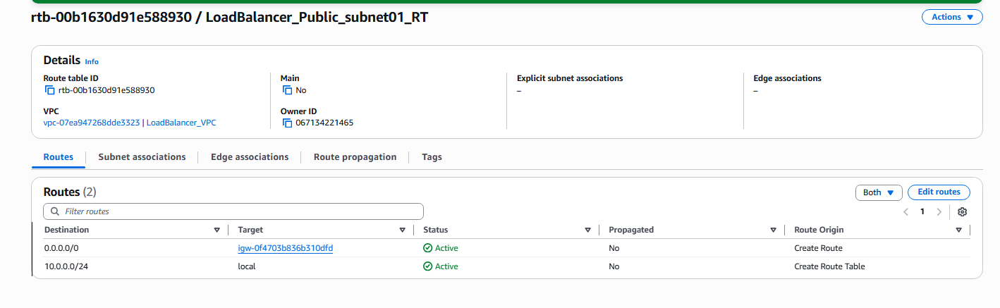 rtb-00b1630d91e588930 / LoadBalancer_Public_subnet01_RT
Actions
Details Info
Route table ID
rtb-00b1630d91e588930
Main
No
Explicit subnet associations
–
Edge associations
–
VPC
vpc-07ea947268dde3323 | LoadBalancer_VPC
Owner ID
067134221465
Routes Subnet associations Edge associations Route propagation Tags
Routes (2)
Both Edit routes
Filter routes
1
Destination Target Status Propagated Route Origin
0.0.0.0/0 igw-0f4703b836b310dfd Active No Create Route
10.0.0.0/24 local Active No Create Route Table